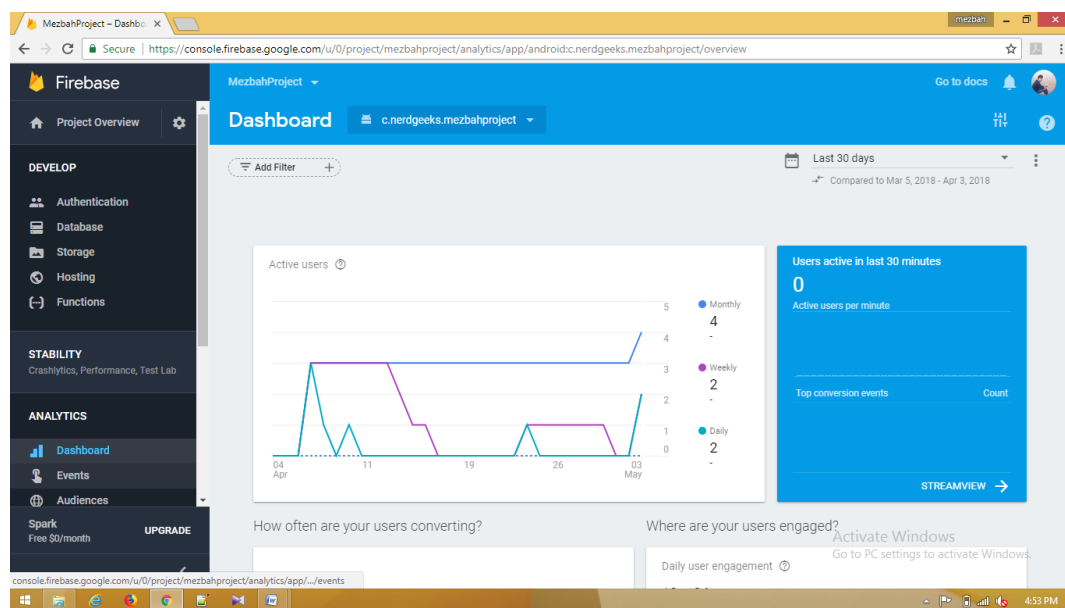 MezbahProject – Dashbo
mezbah
Secure | https://console.firebase.google.com/u/0/project/mezbahproject/analytics/app/android:c.nerdgeeks.mezbahproject/overview
Firebase
Project Overview
DEVELOP
Authentication
Database
Storage
Hosting
Functions
STABILITY
Crashlytics, Performance, Test Lab
ANALYTICS
Dashboard
Events
Audiences
Spark
Free $0/month
UPGRADE
MezbahProject
Go to docs
Dashboard
c.nerdgeeks.mezbahproject
Add Filter +
Last 30 days
Compared to Mar 5, 2018 - Apr 3, 2018
Active users
5
4
3
2
1
0
04
Apr
11
19
26
03
May
Monthly
4
-
Weekly
2
-
Daily
2
-
Users active in last 30 minutes
0
Active users per minute
Top conversion events Count
STREAMVIEW
How often are your users converting?
Where are your users engaged?
Daily user engagement
Activate Windows
Go to PC settings to activate Windows.
console.firebase.google.com/u/0/project/mezbahproject/analytics/app/.../events
4:53 PM